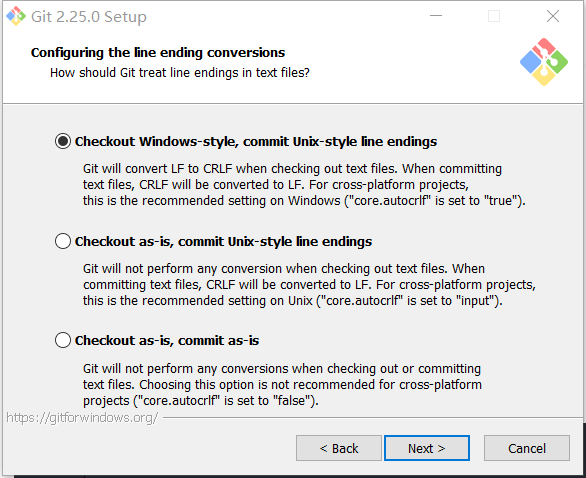 Git 2.25.0 Setup
Configuring the line ending conversions
How should Git treat line endings in text files?
Checkout Windows-style, commit Unix-style line endings
Git will convert LF to CRLF when checking out text files. When committing
text files, CRLF will be converted to LF. For cross-platform projects,
this is the recommended setting on Windows ("core.autocrlf" is set to "true").
Checkout as-is, commit Unix-style line endings
Git will not perform any conversion when checking out text files. When
committing text files, CRLF will be converted to LF. For cross-platform projects,
this is the recommended setting on Unix ("core.autocrlf" is set to "input").
Checkout as-is, commit as-is
Git will not perform any conversions when checking out or committing
text files. Choosing this option is not recommended for cross-platform
projects ("core.autocrlf" is set to "false").
https://gitforwindows.org/
< Back
Next >
Cancel